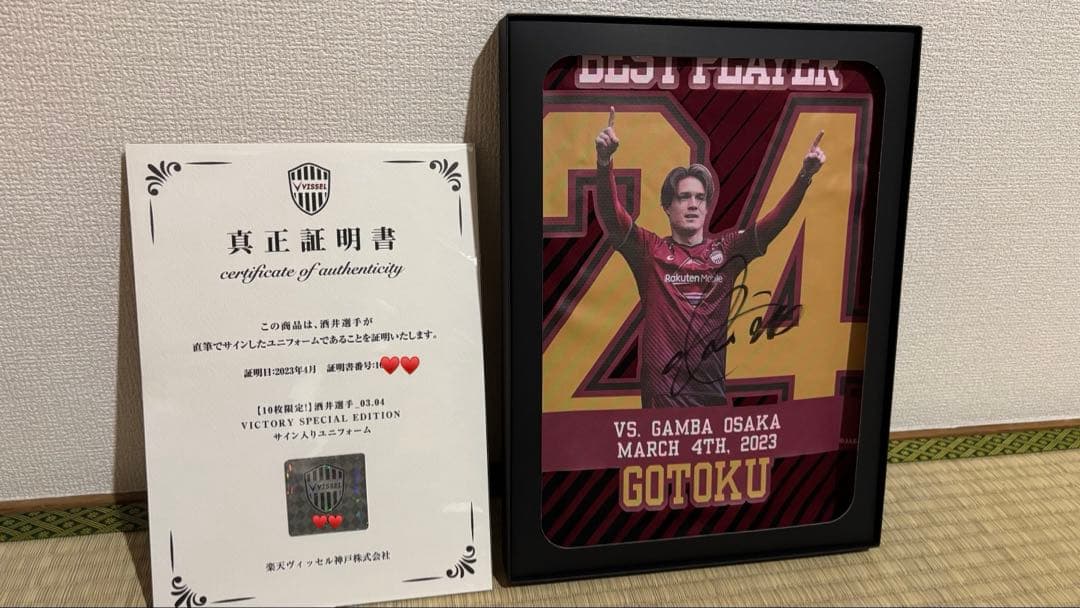 VISSEL
真正証明書
certificate of authenticity
この商品は、酒井選手が
直筆でサインしたユニフォームであることを証明いたします。
証明日:2023年4月 証明書番号:1
【10枚限定!】酒井選手_03.04
VICTORY SPECIAL EDITION
サイン入りユニフォーム
VISSEL
楽天ヴィッセル神戸株式会社
BEST PLAYER
24
Rakuten Mobile
VS. GAMBA OSAKA
MARCH 4TH, 2023
GOTOKU